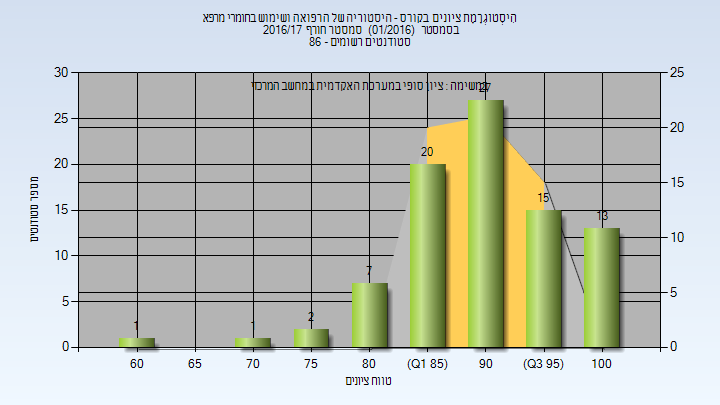 היסטוגרמת ציונים בקורס - היסטוריה של הרפואה ושימוש בחומרי מרפא
בסמסטר (01/2016) סמסטר חורף 2016/17
סטודנטים רשומים - 86
משימה : ציון סופי במערכת האקדמית במחשב המרכזי
30 25
27
25
20 20
20
15 15
15
13
10 10
7
5 5
2
1 1
0 0
60 65 70 75 80 (Q1 85) 90 (Q3 95) 100
מספר סטודנטים
טווח ציונים